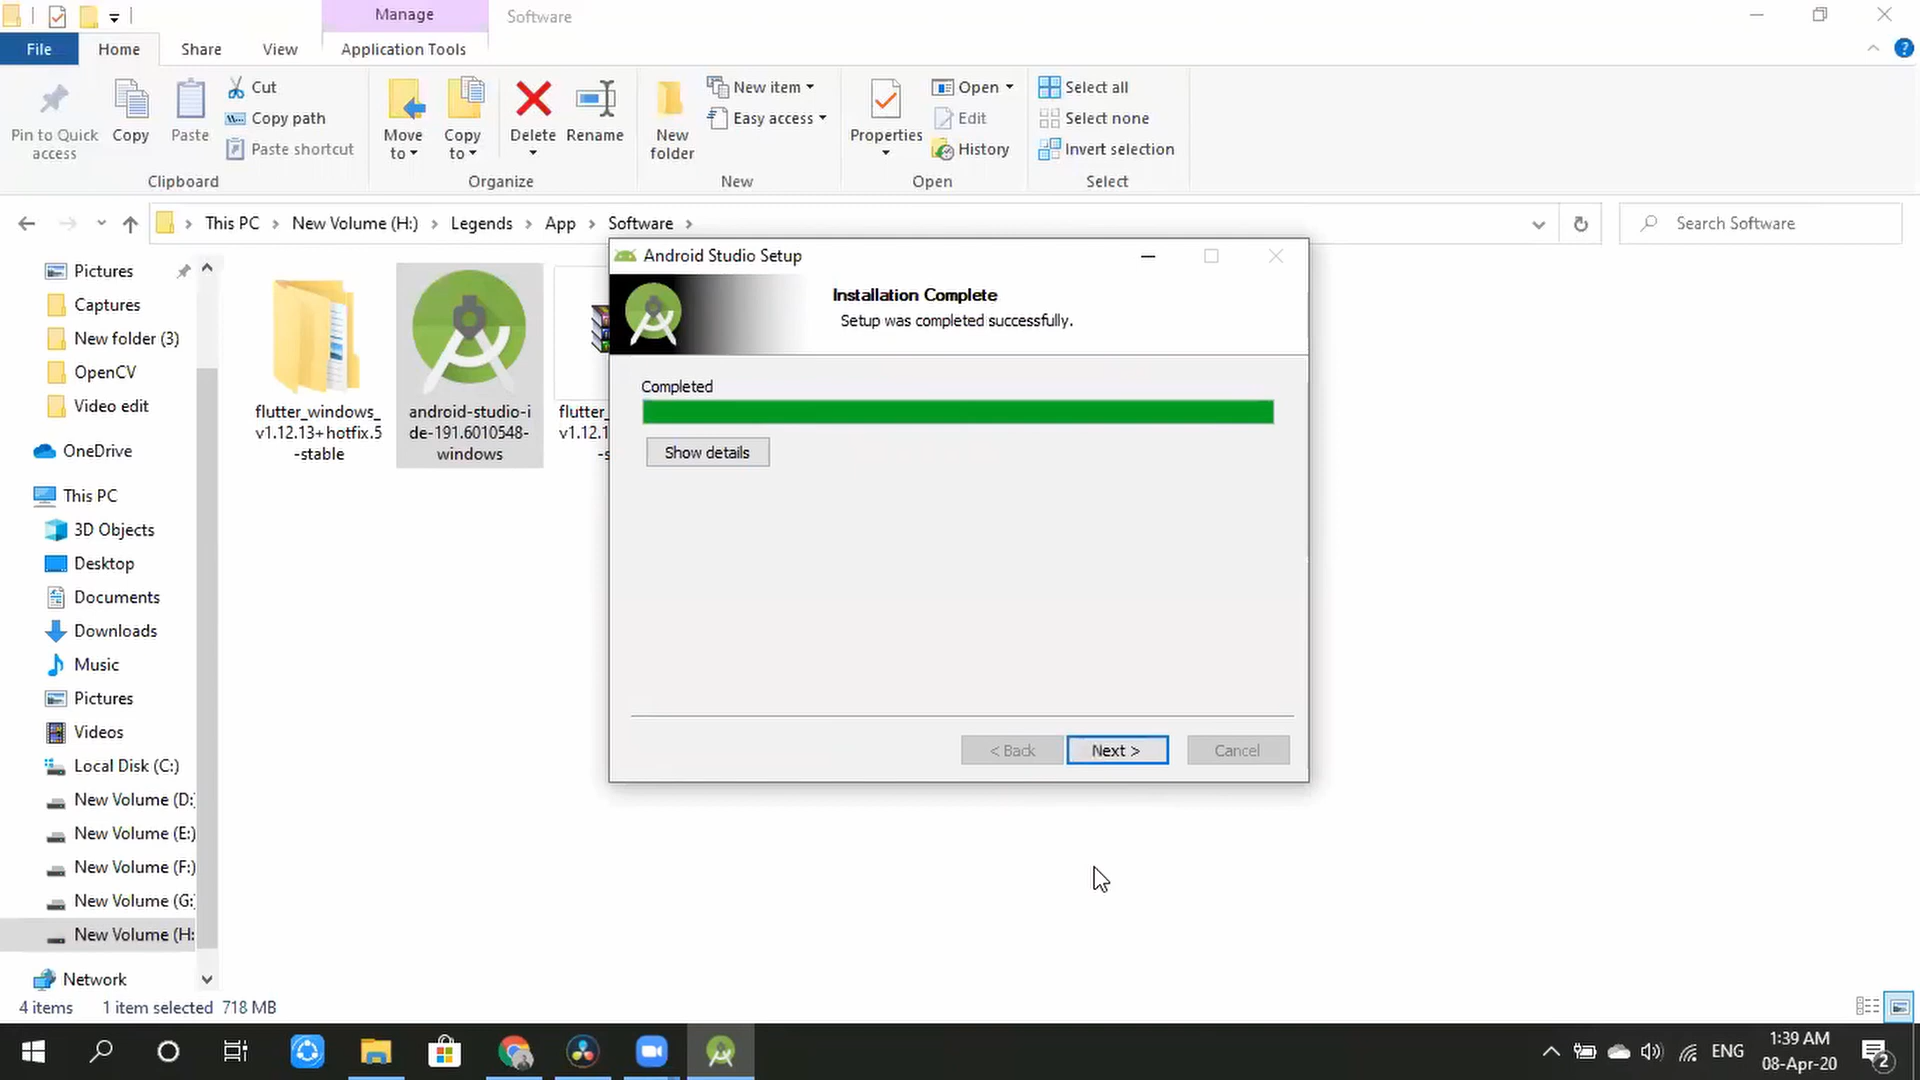 Manage
Software
File
Home
Share
View
Application Tools
Pin to Quick
access
Copy
Paste
Cut
Copy path
Paste shortcut
Clipboard
Move
to
Copy
to
Delete
Rename
Organize
New
folder
New item
Easy access
New
Properties
Open
Edit
History
Open
Select all
Select none
Invert selection
Select
This PC
New Volume (H:)
Legends
App
Software
Search Software
Pictures
Captures
New folder (3)
OpenCV
Video edit
OneDrive
This PC
3D Objects
Desktop
Documents
Downloads
Music
Pictures
Videos
Local Disk (C:)
New Volume (D:
New Volume (E:)
New Volume (F:)
New Volume (G:
New Volume (H:
Network
flutter_windows_
v1.12.13+hotfix.5
-stable
android-studio-i
de-191.6010548-
windows
flutter_
v1.12.1
-s
Android Studio Setup
Installation Complete
Setup was completed successfully.
Completed
Show details
< Back
Next >
Cancel
4 items
1 item selected 718 MB
ENG
1:39 AM
08-Apr-20
2